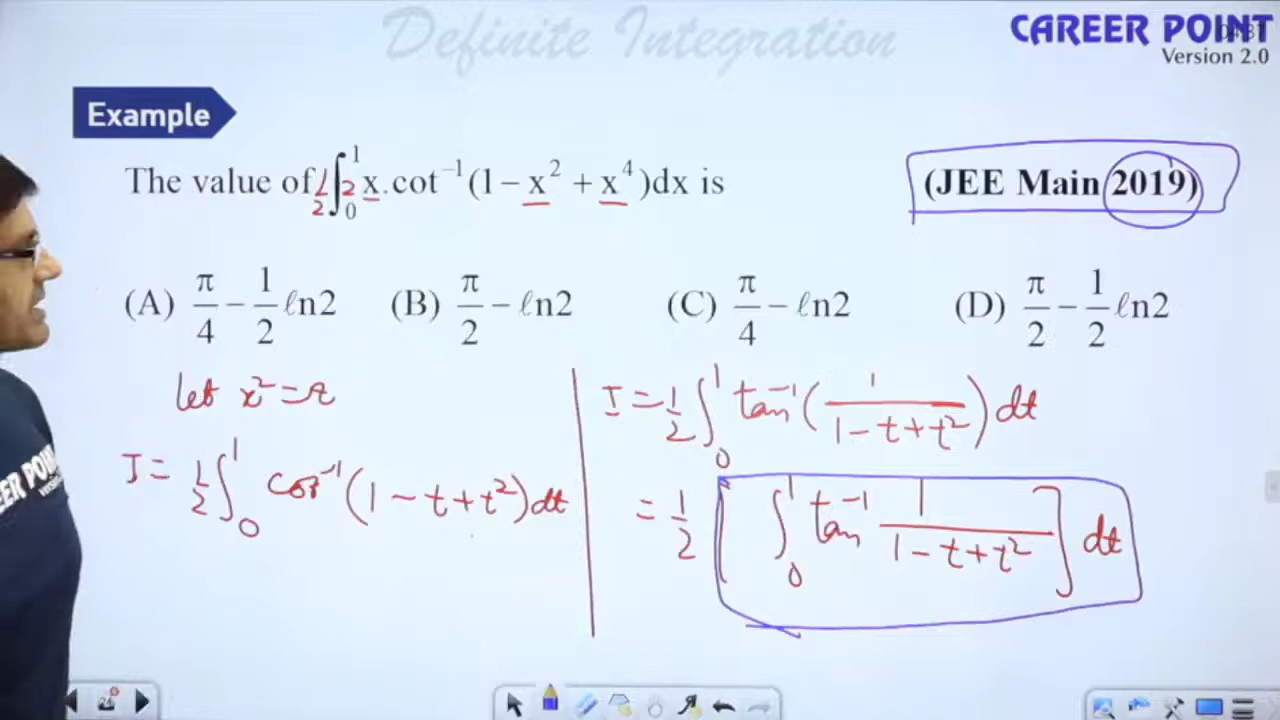 Definite Integration
CAREER POINT
Version 2.0
Example
The value of ½ ∫₀¹ 2 x.cot⁻¹(1−x²+x⁴)dx is
(JEE Main 2019)
(A) π/4 − 1/2 ℓn2 (B) π/2 − ℓn2 (C) π/4 − ℓn2 (D) π/2 − 1/2 ℓn2
let x² = t
I = 1/2 ∫₀¹ cot⁻¹(1−t+t²)dt
I = 1/2 ∫₀¹ tan⁻¹(1/(1−t+t²)) dt
= 1/2 [ ∫₀¹ tan⁻¹ 1/(1−t+t²) ] dt